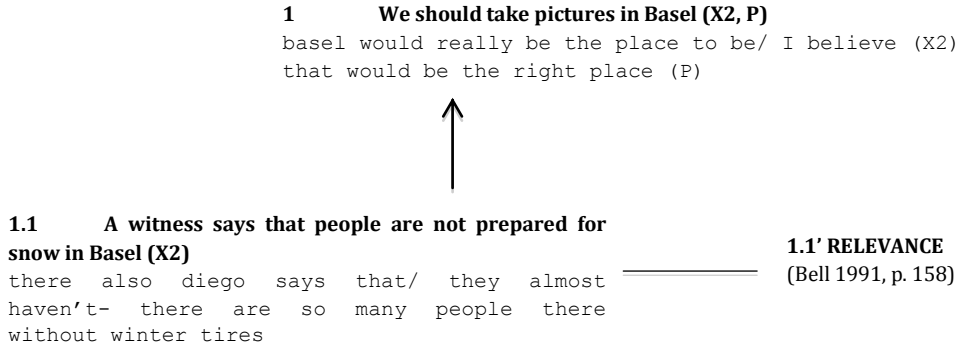 1 We should take pictures in Basel (X2, P)
basel would really be the place to be/ I believe (X2)
that would be the right place (P)
1.1 A witness says that people are not prepared for
snow in Basel (X2)
there also diego says that/ they almost
haven't- there are so many people there
without winter tires
1.1' RELEVANCE
(Bell 1991, p. 158)